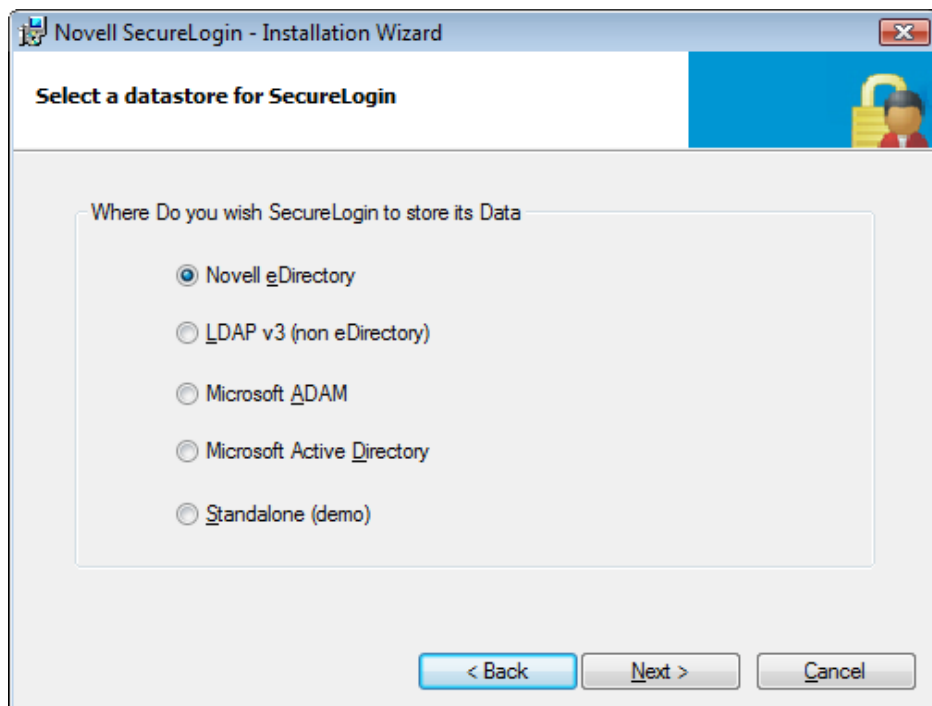 Novell SecureLogin - Installation Wizard
Select a datastore for SecureLogin
Where Do you wish SecureLogin to store its Data
Novell eDirectory
LDAP v3 (non eDirectory)
Microsoft ADAM
Microsoft Active Directory
Standalone (demo)
< Back Next > Cancel